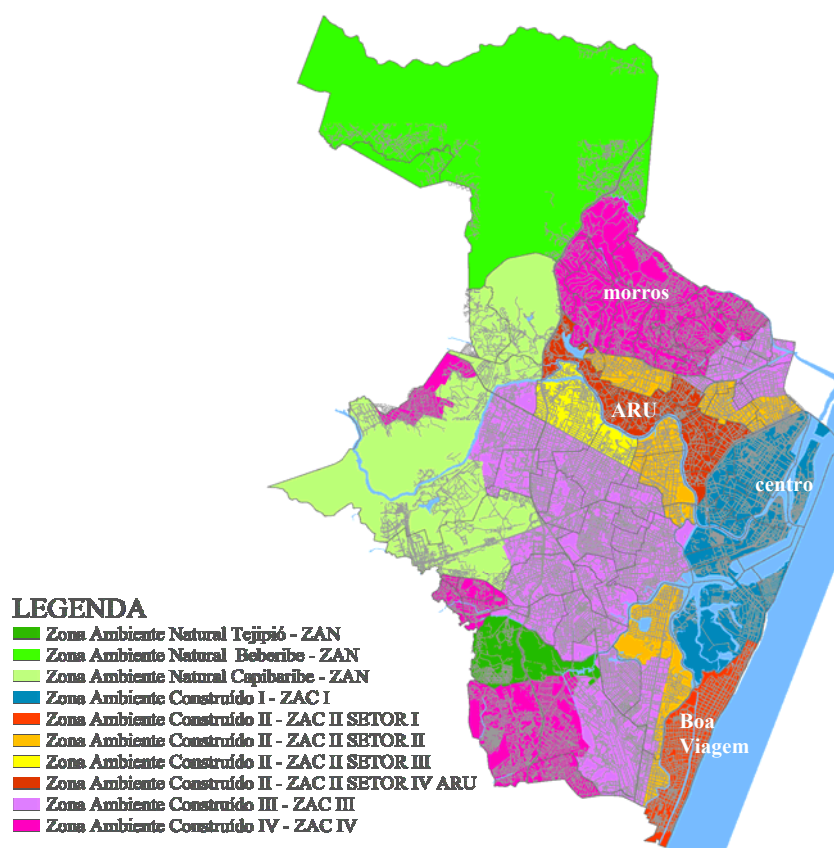 morros
ARU
centro
Boa
Viagem
LEGENDA
Zona Ambiente Natural Tejipió - ZAN
Zona Ambiente Natural Beberibe - ZAN
Zona Ambiente Natural Capibaribe - ZAN
Zona Ambiente Construído I - ZAC I
Zona Ambiente Construído II - ZAC II SETOR I
Zona Ambiente Construído II - ZAC II SETOR II
Zona Ambiente Construído II - ZAC II SETOR III
Zona Ambiente Construído II - ZAC II SETOR IV ARU
Zona Ambiente Construído III - ZAC III
Zona Ambiente Construído IV - ZAC IV